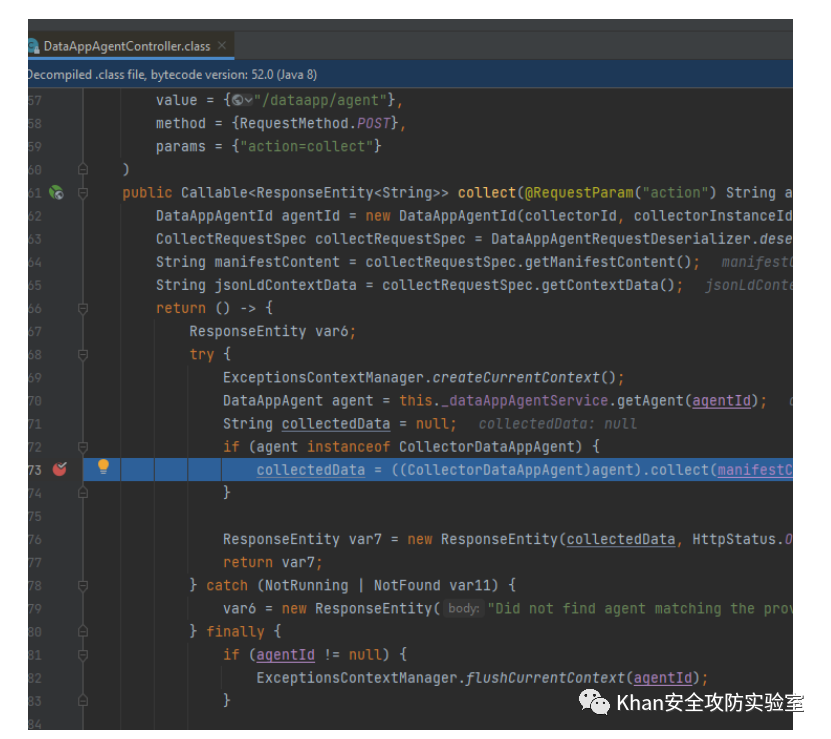 DataAppAgentController.class ×
Decompiled .class file, bytecode version: 52.0 (Java 8)
57 value = {"/dataapp/agent"},
58 method = {RequestMethod.POST},
59 params = {"action=collect"}
60 )
61 public Callable<ResponseEntity<String>> collect(@RequestParam("action") String a
62 DataAppAgentId agentId = new DataAppAgentId(collectorId, collectorInstanceId
63 CollectRequestSpec collectRequestSpec = DataAppAgentRequestDeserializer.dese
64 String manifestContent = collectRequestSpec.getManifestContent(); manifestC
65 String jsonLdContextData = collectRequestSpec.getContextData(); jsonLdConte
66 return () -> {
67 ResponseEntity var6;
68 try {
69 ExceptionsContextManager.createCurrentContext();
70 DataAppAgent agent = this._dataAppAgentService.getAgent(agentId);
71 String collectedData = null; collectedData: null
72 if (agent instanceof CollectorDataAppAgent) {
73 collectedData = ((CollectorDataAppAgent)agent).collect(manifestC
74 }
75
76 ResponseEntity var7 = new ResponseEntity(collectedData, HttpStatus.O
77 return var7;
78 } catch (NotRunning | NotFound var11) {
79 var6 = new ResponseEntity( body: "Did not find agent matching the prov
80 } finally {
81 if (agentId != null) {
82 ExceptionsContextManager.flushCurrentContext(agentId);
83 }
84
Khan安全攻防实验室